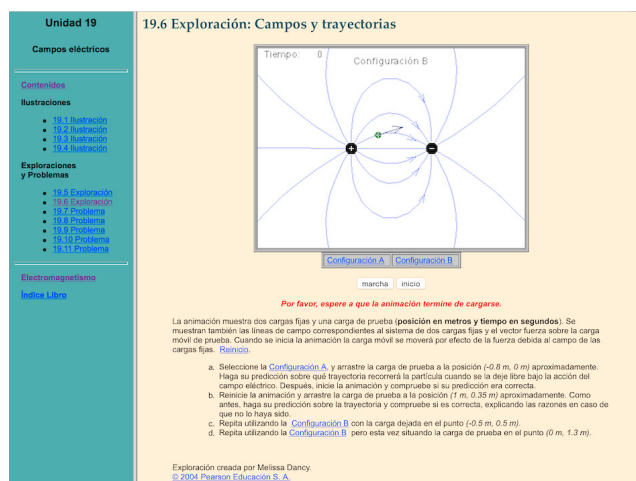 Unidad 19
Campos eléctricos
Contenidos
Ilustraciones
19.1 Ilustración
19.2 Ilustración
19.3 Ilustración
19.4 Ilustración
Exploraciones
y Problemas
19.5 Exploración
19.6 Exploración
19.7 Problema
19.8 Problema
19.9 Problema
19.10 Problema
19.11 Problema
Electromagnetismo
Índice Libro
19.6 Exploración: Campos y trayectorias
Tiempo: 0
Configuración B
+
−
Configuración A Configuración B
marcha inicio
Por favor, espere a que la animación termine de cargarse.
La animación muestra dos cargas fijas y una carga de prueba (posición en metros y tiempo en segundos). Se
muestran también las líneas de campo correspondientes al sistema de dos cargas fijas y el vector fuerza sobre la carga
móvil de prueba. Cuando se inicia la animación la carga móvil se moverá por efecto de la fuerza debida al campo de las
cargas fijas. Reinicio.
a. Seleccione la Configuración A, y arrastre la carga de prueba a la posición (-0.8 m, 0 m) aproximadamente.
Haga su predicción sobre qué trayectoria recorrerá la partícula cuando se la deje libre bajo la acción del
campo eléctrico. Después, inicie la animación y compruebe si su predicción era correcta.
b. Reinicie la animación y arrastre la carga de prueba a la posición (1 m, 0.35 m) aproximadamente. Como
antes, haga su predicción sobre la trayectoria y compruebe si es correcta, explicando las razones en caso de
que no lo haya sido.
c. Repita utilizando la Configuración B con la carga dejada en el punto (-0.5 m, 0.5 m).
d. Repita utilizando la Configuración B pero esta vez situando la carga de prueba en el punto (0 m, 1.3 m).
Exploración creada por Melissa Dancy.
© 2004 Pearson Educación S. A.